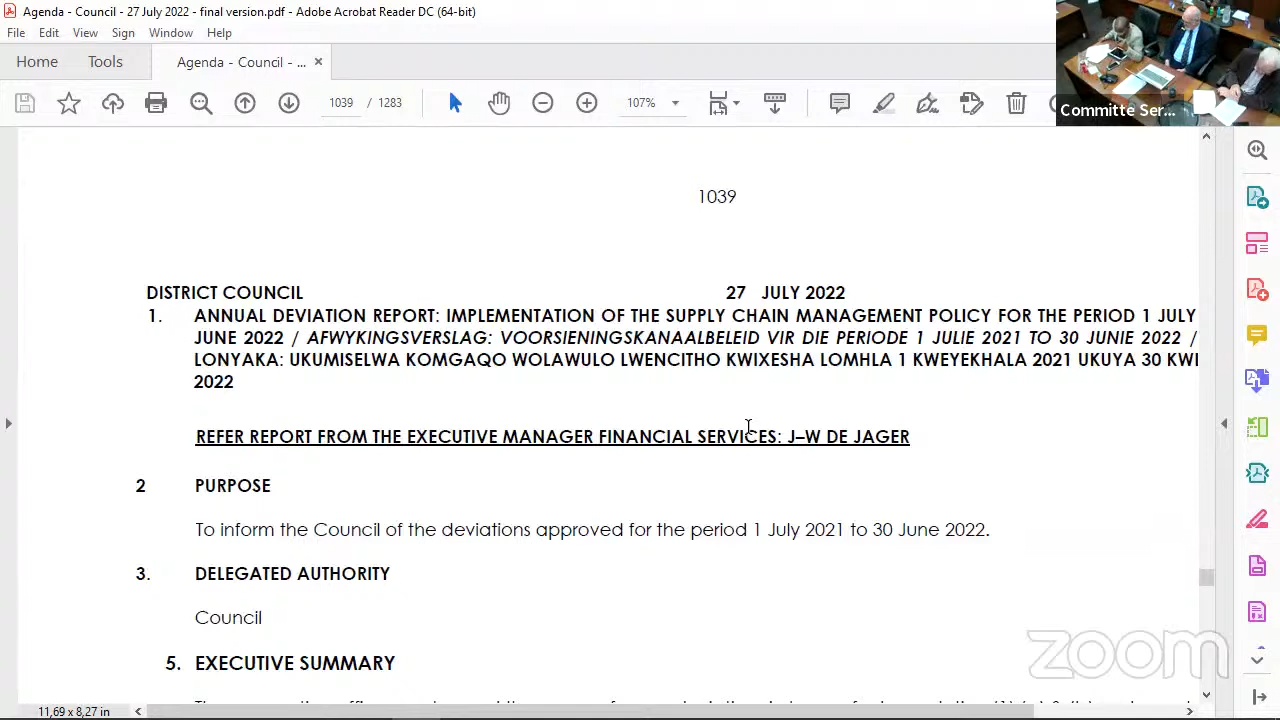 Agenda - Council - 27 July 2022 - final version.pdf - Adobe Acrobat Reader DC (64-bit)
File Edit View Sign Window Help
Home Tools Agenda - Council - ... ×
1039 / 1283 107%
Committe Ser...
1039
DISTRICT COUNCIL 27 JULY 2022
1. ANNUAL DEVIATION REPORT: IMPLEMENTATION OF THE SUPPLY CHAIN MANAGEMENT POLICY FOR THE PERIOD 1 JULY
JUNE 2022 / AFWYKINGSVERSLAG: VOORSIENINGSKANAALBELEID VIR DIE PERIODE 1 JULIE 2021 TO 30 JUNIE 2022 /
LONYAKA: UKUMISELWA KOMGAQO WOLAWULO LWENCITHO KWIXESHA LOMHLA 1 KWEYEKHALA 2021 UKUYA 30
2022
REFER REPORT FROM THE EXECUTIVE MANAGER FINANCIAL SERVICES: J–W DE JAGER
2 PURPOSE
To inform the Council of the deviations approved for the period 1 July 2021 to 30 June 2022.
3. DELEGATED AUTHORITY
Council
5. EXECUTIVE SUMMARY
zoom
11,69 x 8,27 in